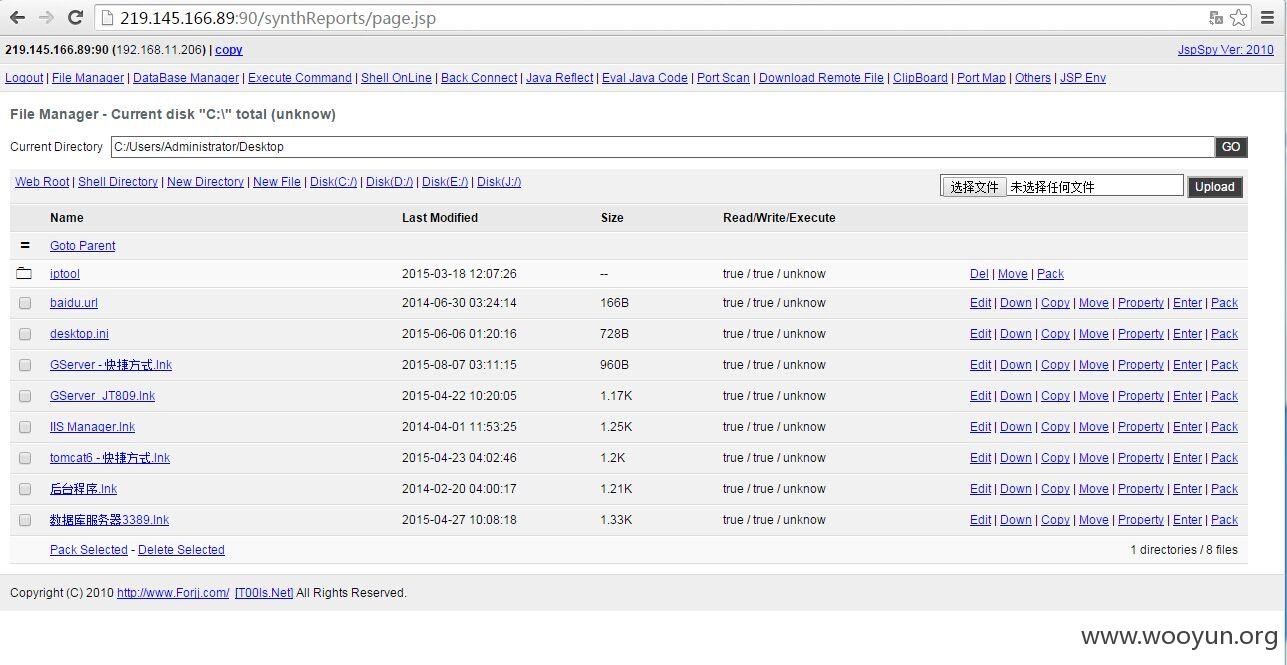 219.145.166.89:90/synthReports/page.jsp
219.145.166.89:90 (192.168.11.206) | copy JspSpy Ver: 2010
Logout | File Manager | DataBase Manager | Execute Command | Shell OnLine | Back Connect | Java Reflect | Eval Java Code | Port Scan | Download Remote File | ClipBoard | Port Map | Others | JSP Env
File Manager - Current disk "C:\" total (unknow)
Current Directory C:/Users/Administrator/Desktop GO
Web Root | Shell Directory | New Directory | New File | Disk(C:/) | Disk(D:/) | Disk(E:/) | Disk(J:/) 选择文件 未选择任何文件 Upload
Name Last Modified Size Read/Write/Execute
= Goto Parent
iptool 2015-03-18 12:07:26 -- true / true / unknow Del | Move | Pack
baidu.url 2014-06-30 03:24:14 166B true / true / unknow Edit | Down | Copy | Move | Property | Enter | Pack
desktop.ini 2015-06-06 01:20:16 728B true / true / unknow Edit | Down | Copy | Move | Property | Enter | Pack
GServer - 快捷方式.lnk 2015-08-07 03:11:15 960B true / true / unknow Edit | Down | Copy | Move | Property | Enter | Pack
GServer_JT809.lnk 2015-04-22 10:20:05 1.17K true / true / unknow Edit | Down | Copy | Move | Property | Enter | Pack
IIS Manager.lnk 2014-04-01 11:53:25 1.25K true / true / unknow Edit | Down | Copy | Move | Property | Enter | Pack
tomcat6 - 快捷方式.lnk 2015-04-23 04:02:46 1.2K true / true / unknow Edit | Down | Copy | Move | Property | Enter | Pack
后台程序.lnk 2014-02-20 04:00:17 1.21K true / true / unknow Edit | Down | Copy | Move | Property | Enter | Pack
数据库服务器3389.lnk 2015-04-27 10:08:18 1.33K true / true / unknow Edit | Down | Copy | Move | Property | Enter | Pack
Pack Selected - Delete Selected 1 directories / 8 files
Copyright (C) 2010 http://www.Forjj.com/ [T00ls.Net] All Rights Reserved.
www.wooyun.org